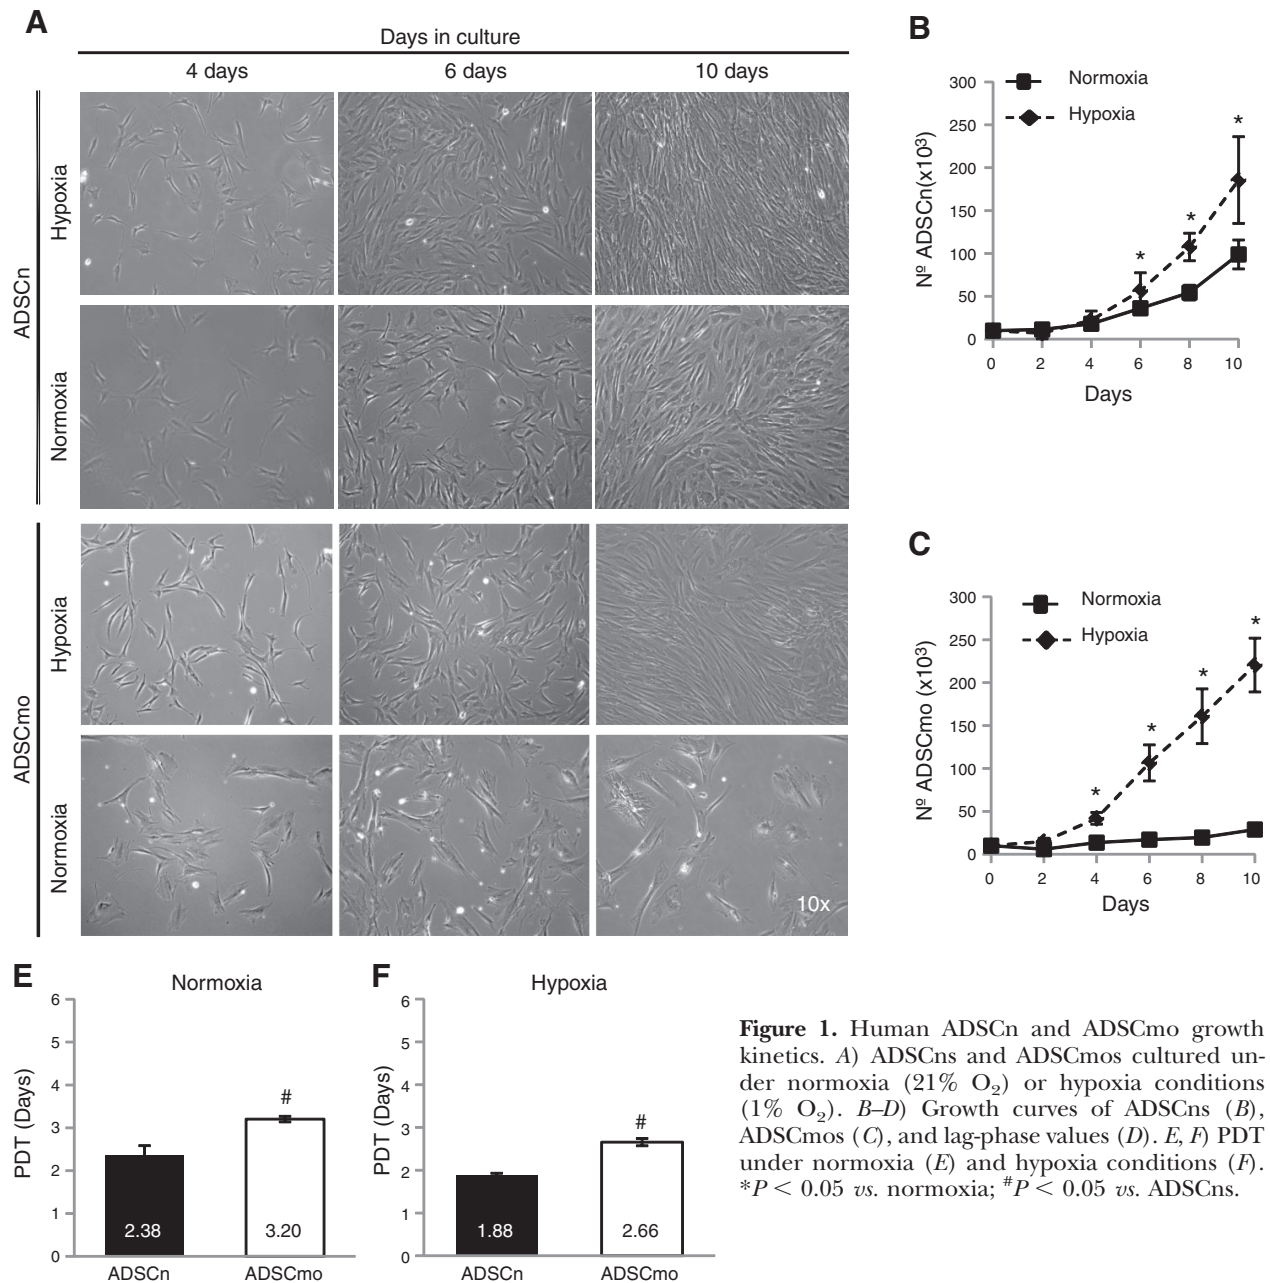 A
Days in culture
4 days
6 days
10 days
ADSCn
Hypoxia
Normoxia
ADSCmo
Hypoxia
Normoxia
10x
B
Normoxia
Hypoxia
300
250
200
150
100
50
0
Nº ADSCn(x10³)
*
*
*
0 2 4 6 8 10
Days
C
Normoxia
Hypoxia
300
250
200
150
100
50
0
Nº ADSCmo (x10³)
*
*
*
*
0 2 4 6 8 10
Days
E
Normoxia
6
5
4
3
2
1
0
PDT (Days)
#
2.38
3.20
ADSCn
ADSCmo
F
Hypoxia
6
5
4
3
2
1
0
PDT (Days)
#
1.88
2.66
ADSCn
ADSCmo
Figure 1. Human ADSCn and ADSCmo growth
kinetics. A) ADSCns and ADSCmos cultured un-
der normoxia (21% O₂) or hypoxia conditions
(1% O₂). B–D) Growth curves of ADSCns (B),
ADSCmos (C), and lag-phase values (D). E, F) PDT
under normoxia (E) and hypoxia conditions (F).
*P < 0.05 vs. normoxia; #P < 0.05 vs. ADSCns.